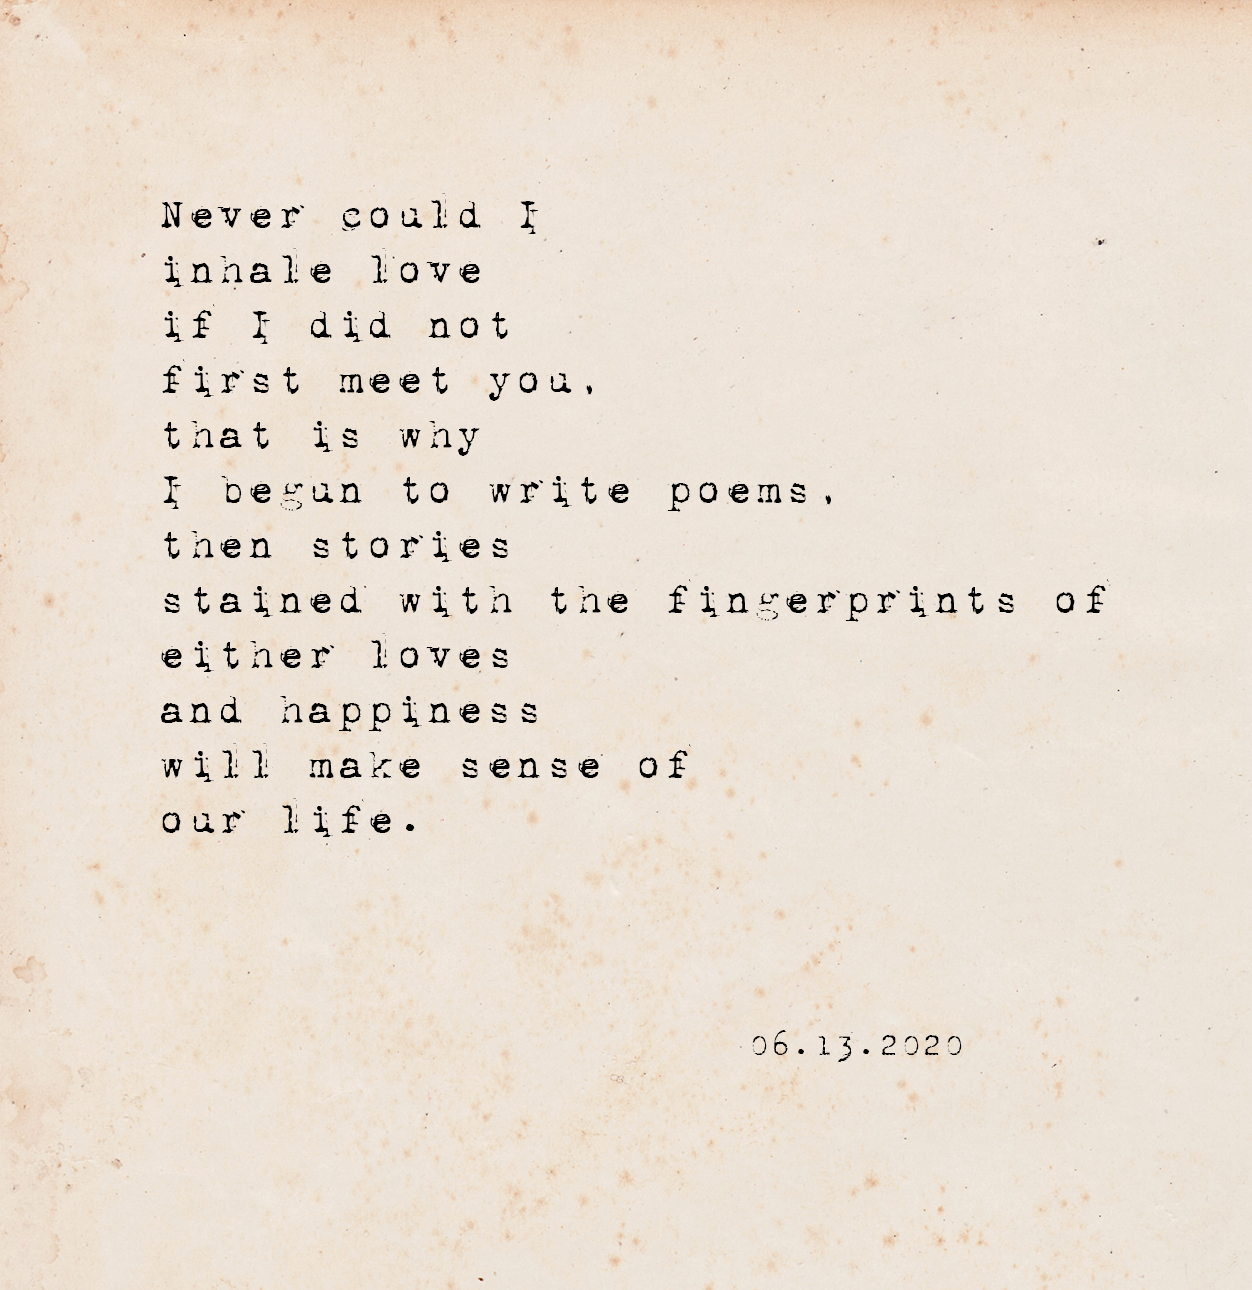 Never could I
inhale love
if I did not
first meet you,
that is why
I begun to write poems,
then stories
stained with the fingerprints of
either loves
and happiness
will make sense of
our life.
06.13.2020